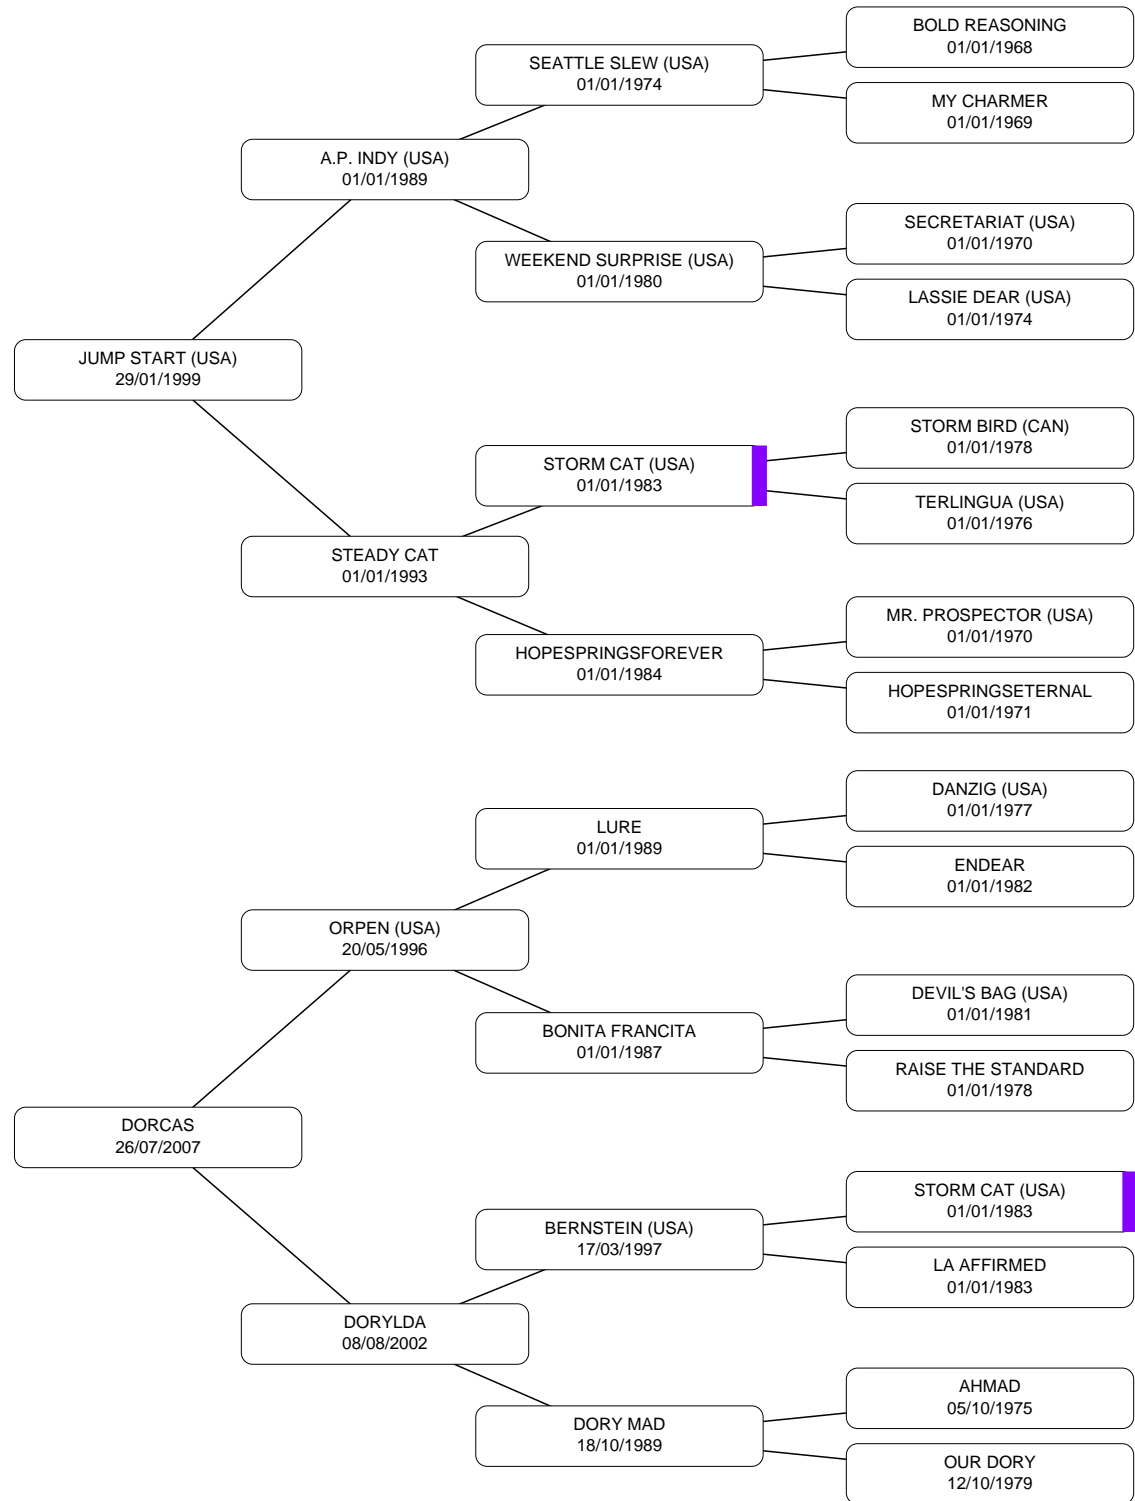 BOLD REASONING
01/01/1968
SEATTLE SLEW (USA)
01/01/1974
MY CHARMER
01/01/1969
A.P. INDY (USA)
01/01/1989
SECRETARIAT (USA)
01/01/1970
WEEKEND SURPRISE (USA)
01/01/1980
LASSIE DEAR (USA)
01/01/1974
JUMP START (USA)
29/01/1999
STORM BIRD (CAN)
01/01/1978
STORM CAT (USA)
01/01/1983
TERLINGUA (USA)
01/01/1976
STEADY CAT
01/01/1993
MR. PROSPECTOR (USA)
01/01/1970
HOPESPRINGSFOREVER
01/01/1984
HOPESPRINGSETERNAL
01/01/1971
DANZIG (USA)
01/01/1977
LURE
01/01/1989
ENDEAR
01/01/1982
ORPEN (USA)
20/05/1996
DEVIL'S BAG (USA)
01/01/1981
BONITA FRANCITA
01/01/1987
RAISE THE STANDARD
01/01/1978
DORCAS
26/07/2007
STORM CAT (USA)
01/01/1983
BERNSTEIN (USA)
17/03/1997
LA AFFIRMED
01/01/1983
DORYLDA
08/08/2002
AHMAD
05/10/1975
DORY MAD
18/10/1989
OUR DORY
12/10/1979